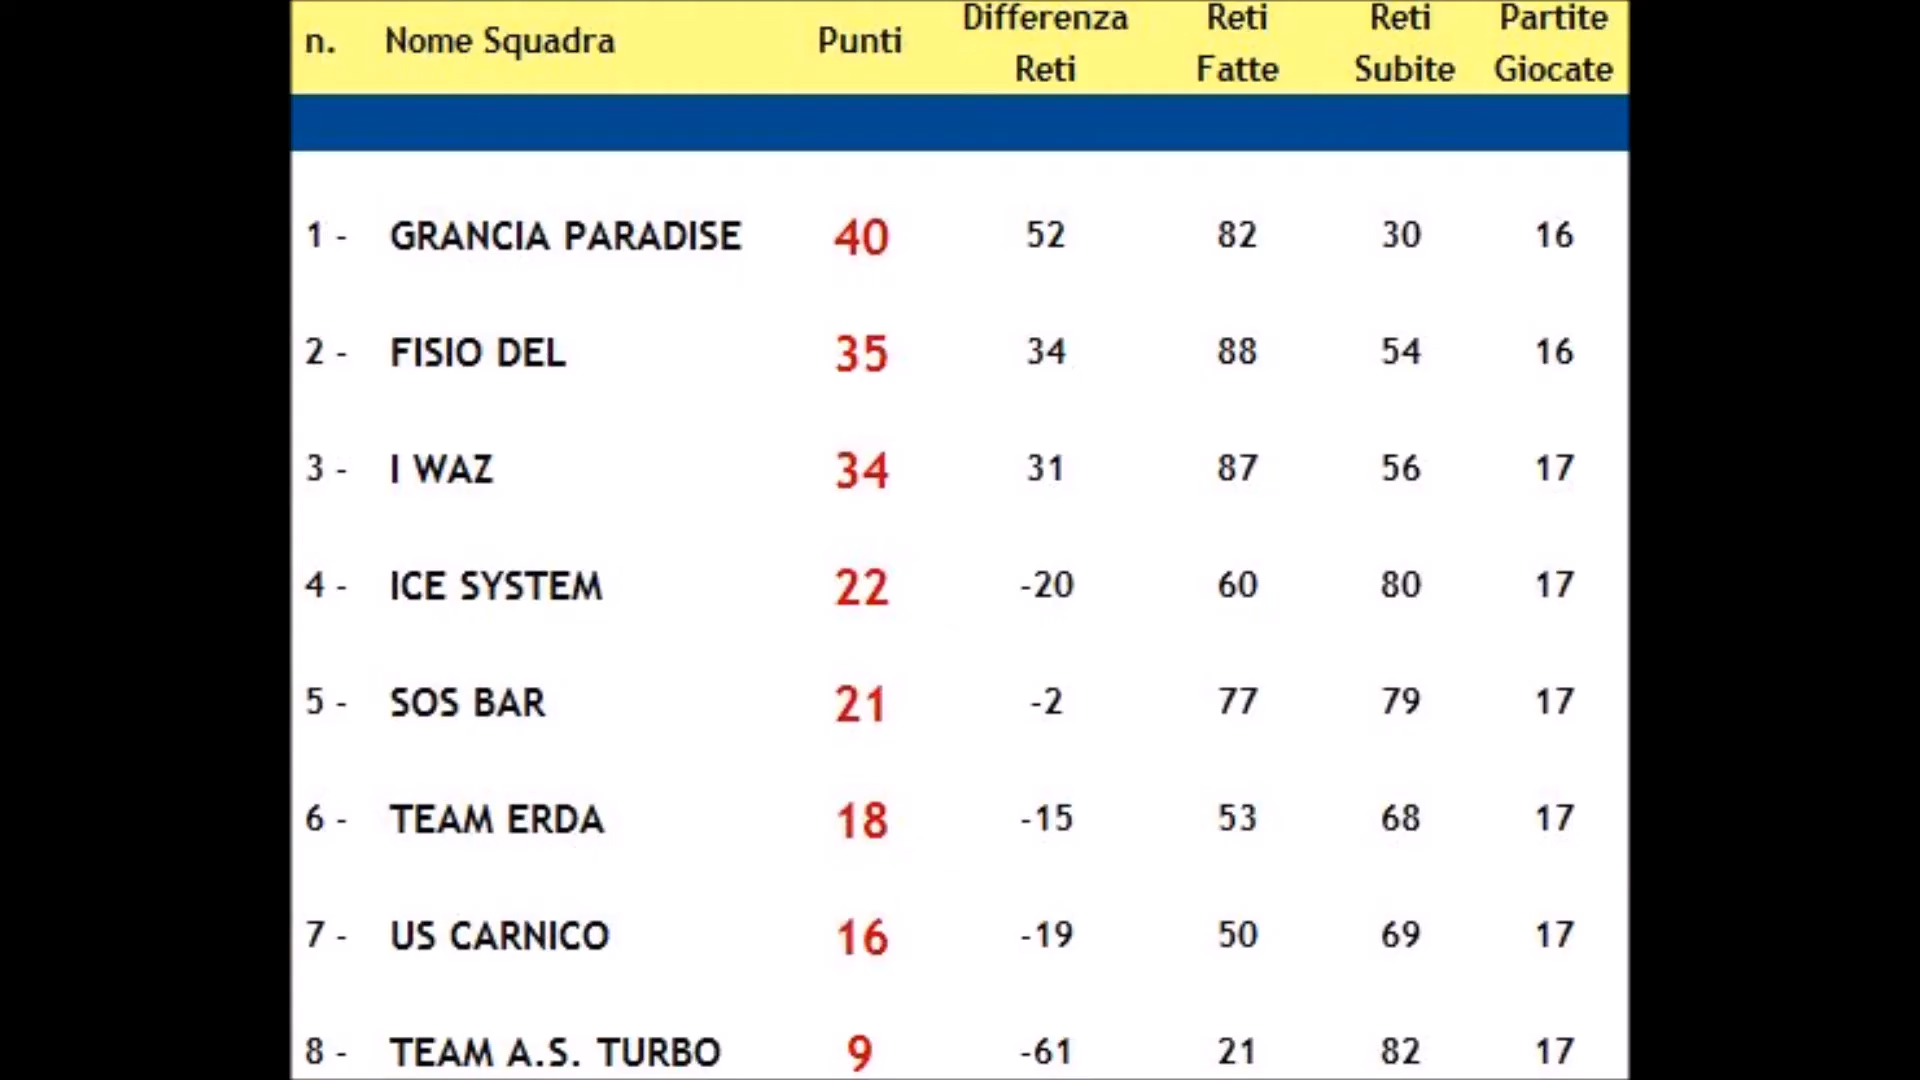 n. Nome Squadra Punti Differenza Reti Reti Fatte Reti Subite Partite Giocate
1 - GRANCIA PARADISE 40 52 82 30 16
2 - FISIO DEL 35 34 88 54 16
3 - I WAZ 34 31 87 56 17
4 - ICE SYSTEM 22 -20 60 80 17
5 - SOS BAR 21 -2 77 79 17
6 - TEAM ERDA 18 -15 53 68 17
7 - US CARNICO 16 -19 50 69 17
8 - TEAM A.S. TURBO 9 -61 21 82 17